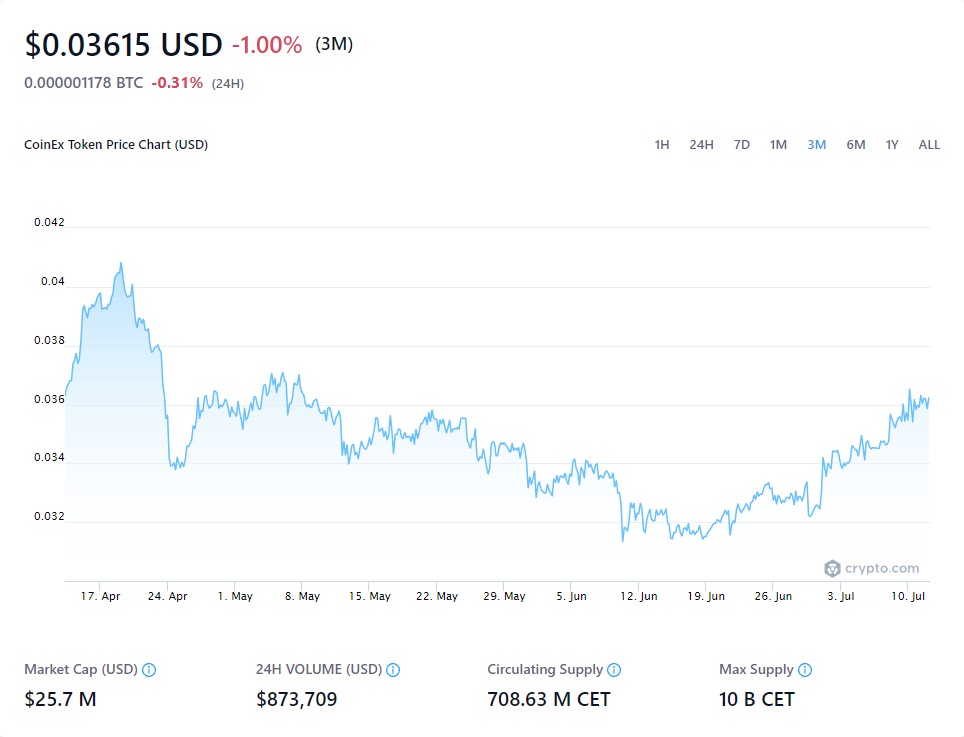 $0.03615 USD -1.00% (3M)
0.000001178 BTC -0.31% (24H)
CoinEx Token Price Chart (USD)
1H 24H 7D 1M 3M 6M 1Y ALL
0.042
0.04
0.038
0.036
0.034
0.032
crypto.com
17. Apr 24. Apr 1. May 8. May 15. May 22. May 29. May 5. Jun 12. Jun 19. Jun 26. Jun 3. Jul 10. Jul
Market Cap (USD) 24H VOLUME (USD) Circulating Supply Max Supply
$25.7 M $873,709 708.63 M CET 10 B CET